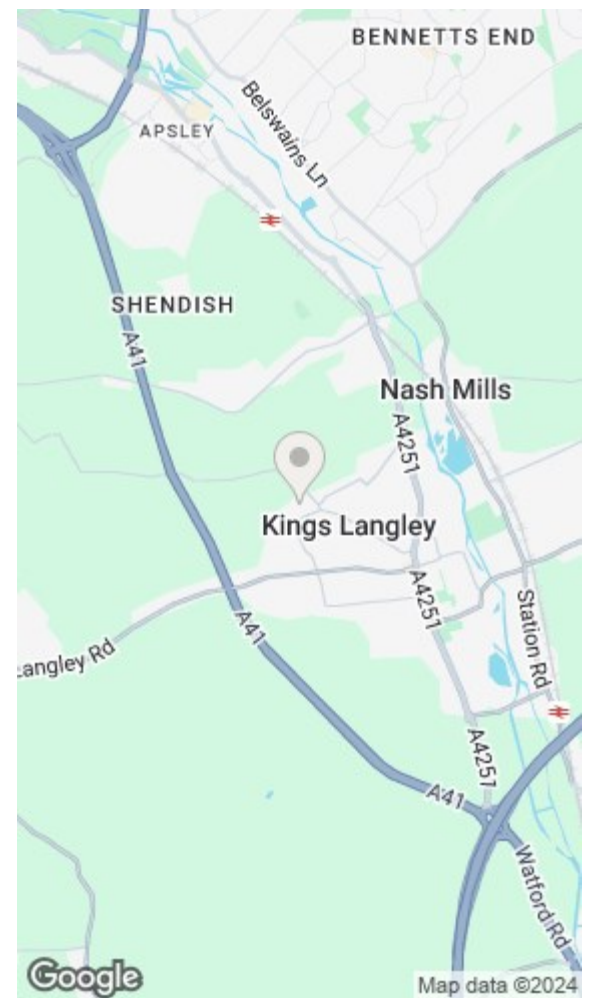 BENNETTS END
Belswains Ln
APSLEY
SHENDISH
A41
Nash Mills
A4251
Kings Langley
A4251
Station Rd
A41
Langley Rd
A4251
A41
Watford Rd
Google
Map data ©2024